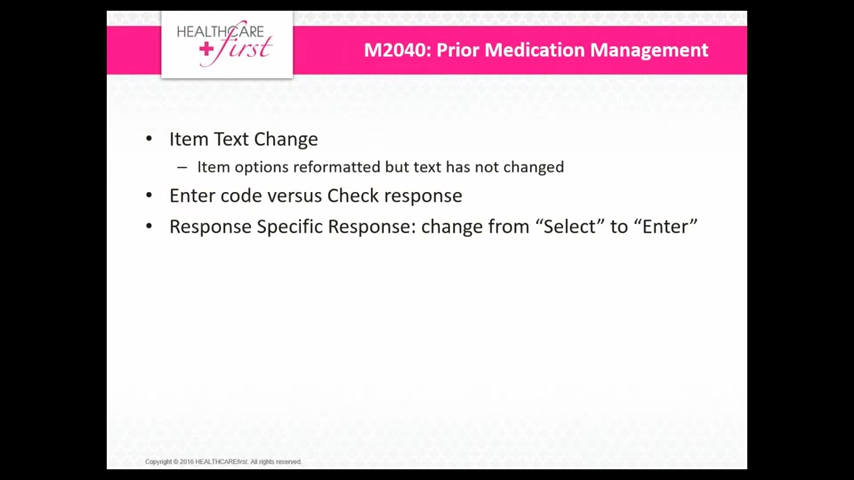 HEALTHCARE
first
M2040: Prior Medication Management
• Item Text Change
– Item options reformatted but text has not changed
• Enter code versus Check response
• Response Specific Response: change from “Select” to “Enter”
Copyright © 2016 HEALTHCAREfirst. All rights reserved.